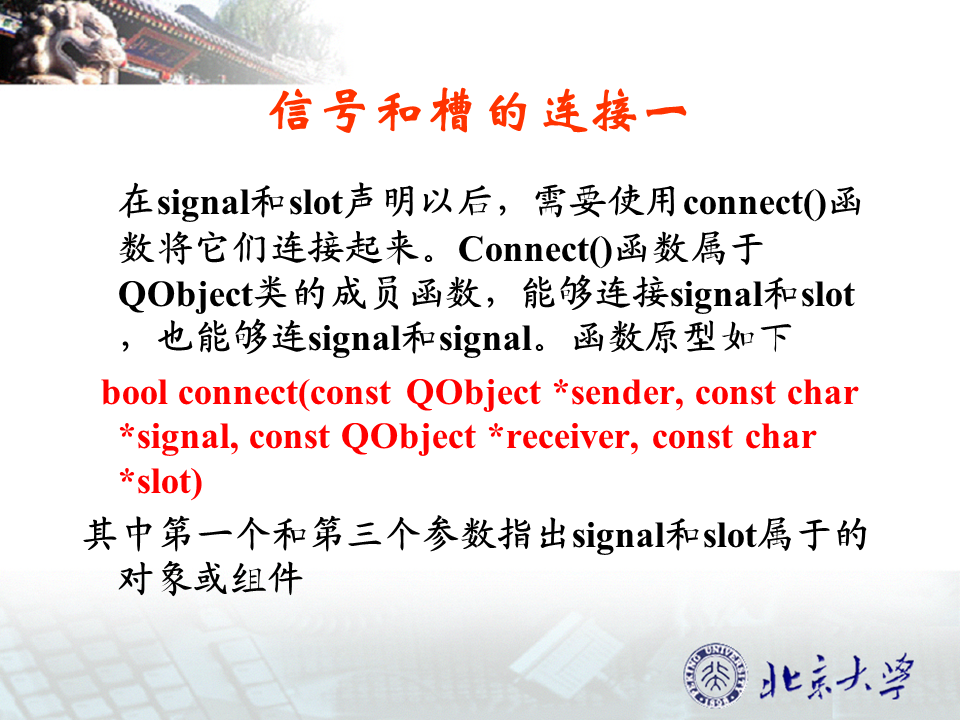 信号和槽的连接一
在signal和slot声明以后，需要使用connect()函
数将它们连接起来。Connect()函数属于
QObject类的成员函数，能够连接signal和slot
，也能够连signal和signal。函数原型如下
bool connect(const QObject *sender, const char
*signal, const QObject *receiver, const char
*slot)
其中第一个和第三个参数指出signal和slot属于的
对象或组件
PEKING UNIVERSITY
1898
北京大学